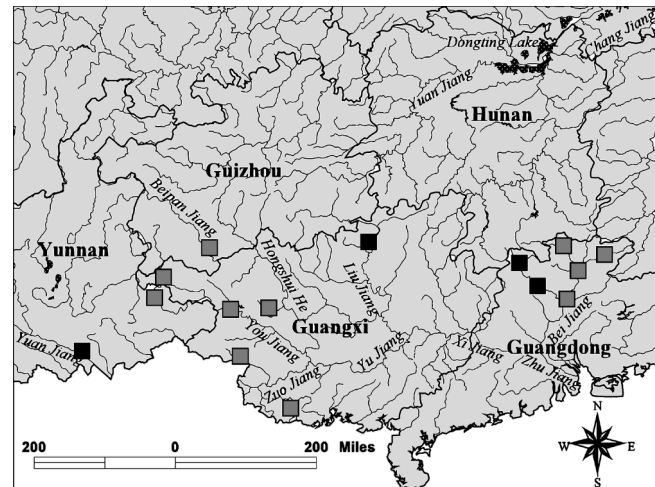 Dongting Lake
Chang Jiang
Yuan Jiang
Hunan
Guizhou
Beipan Jiang
Yunnan
Hongshui He
Liu Jiang
Guangxi
You Jiang
Yu Jiang
Xi Jiang
Bei Jiang
Guangdong
Zhu Jiang
Yuan Jiang
Zuo Jiang
N
W E
S
200 0 200 Miles